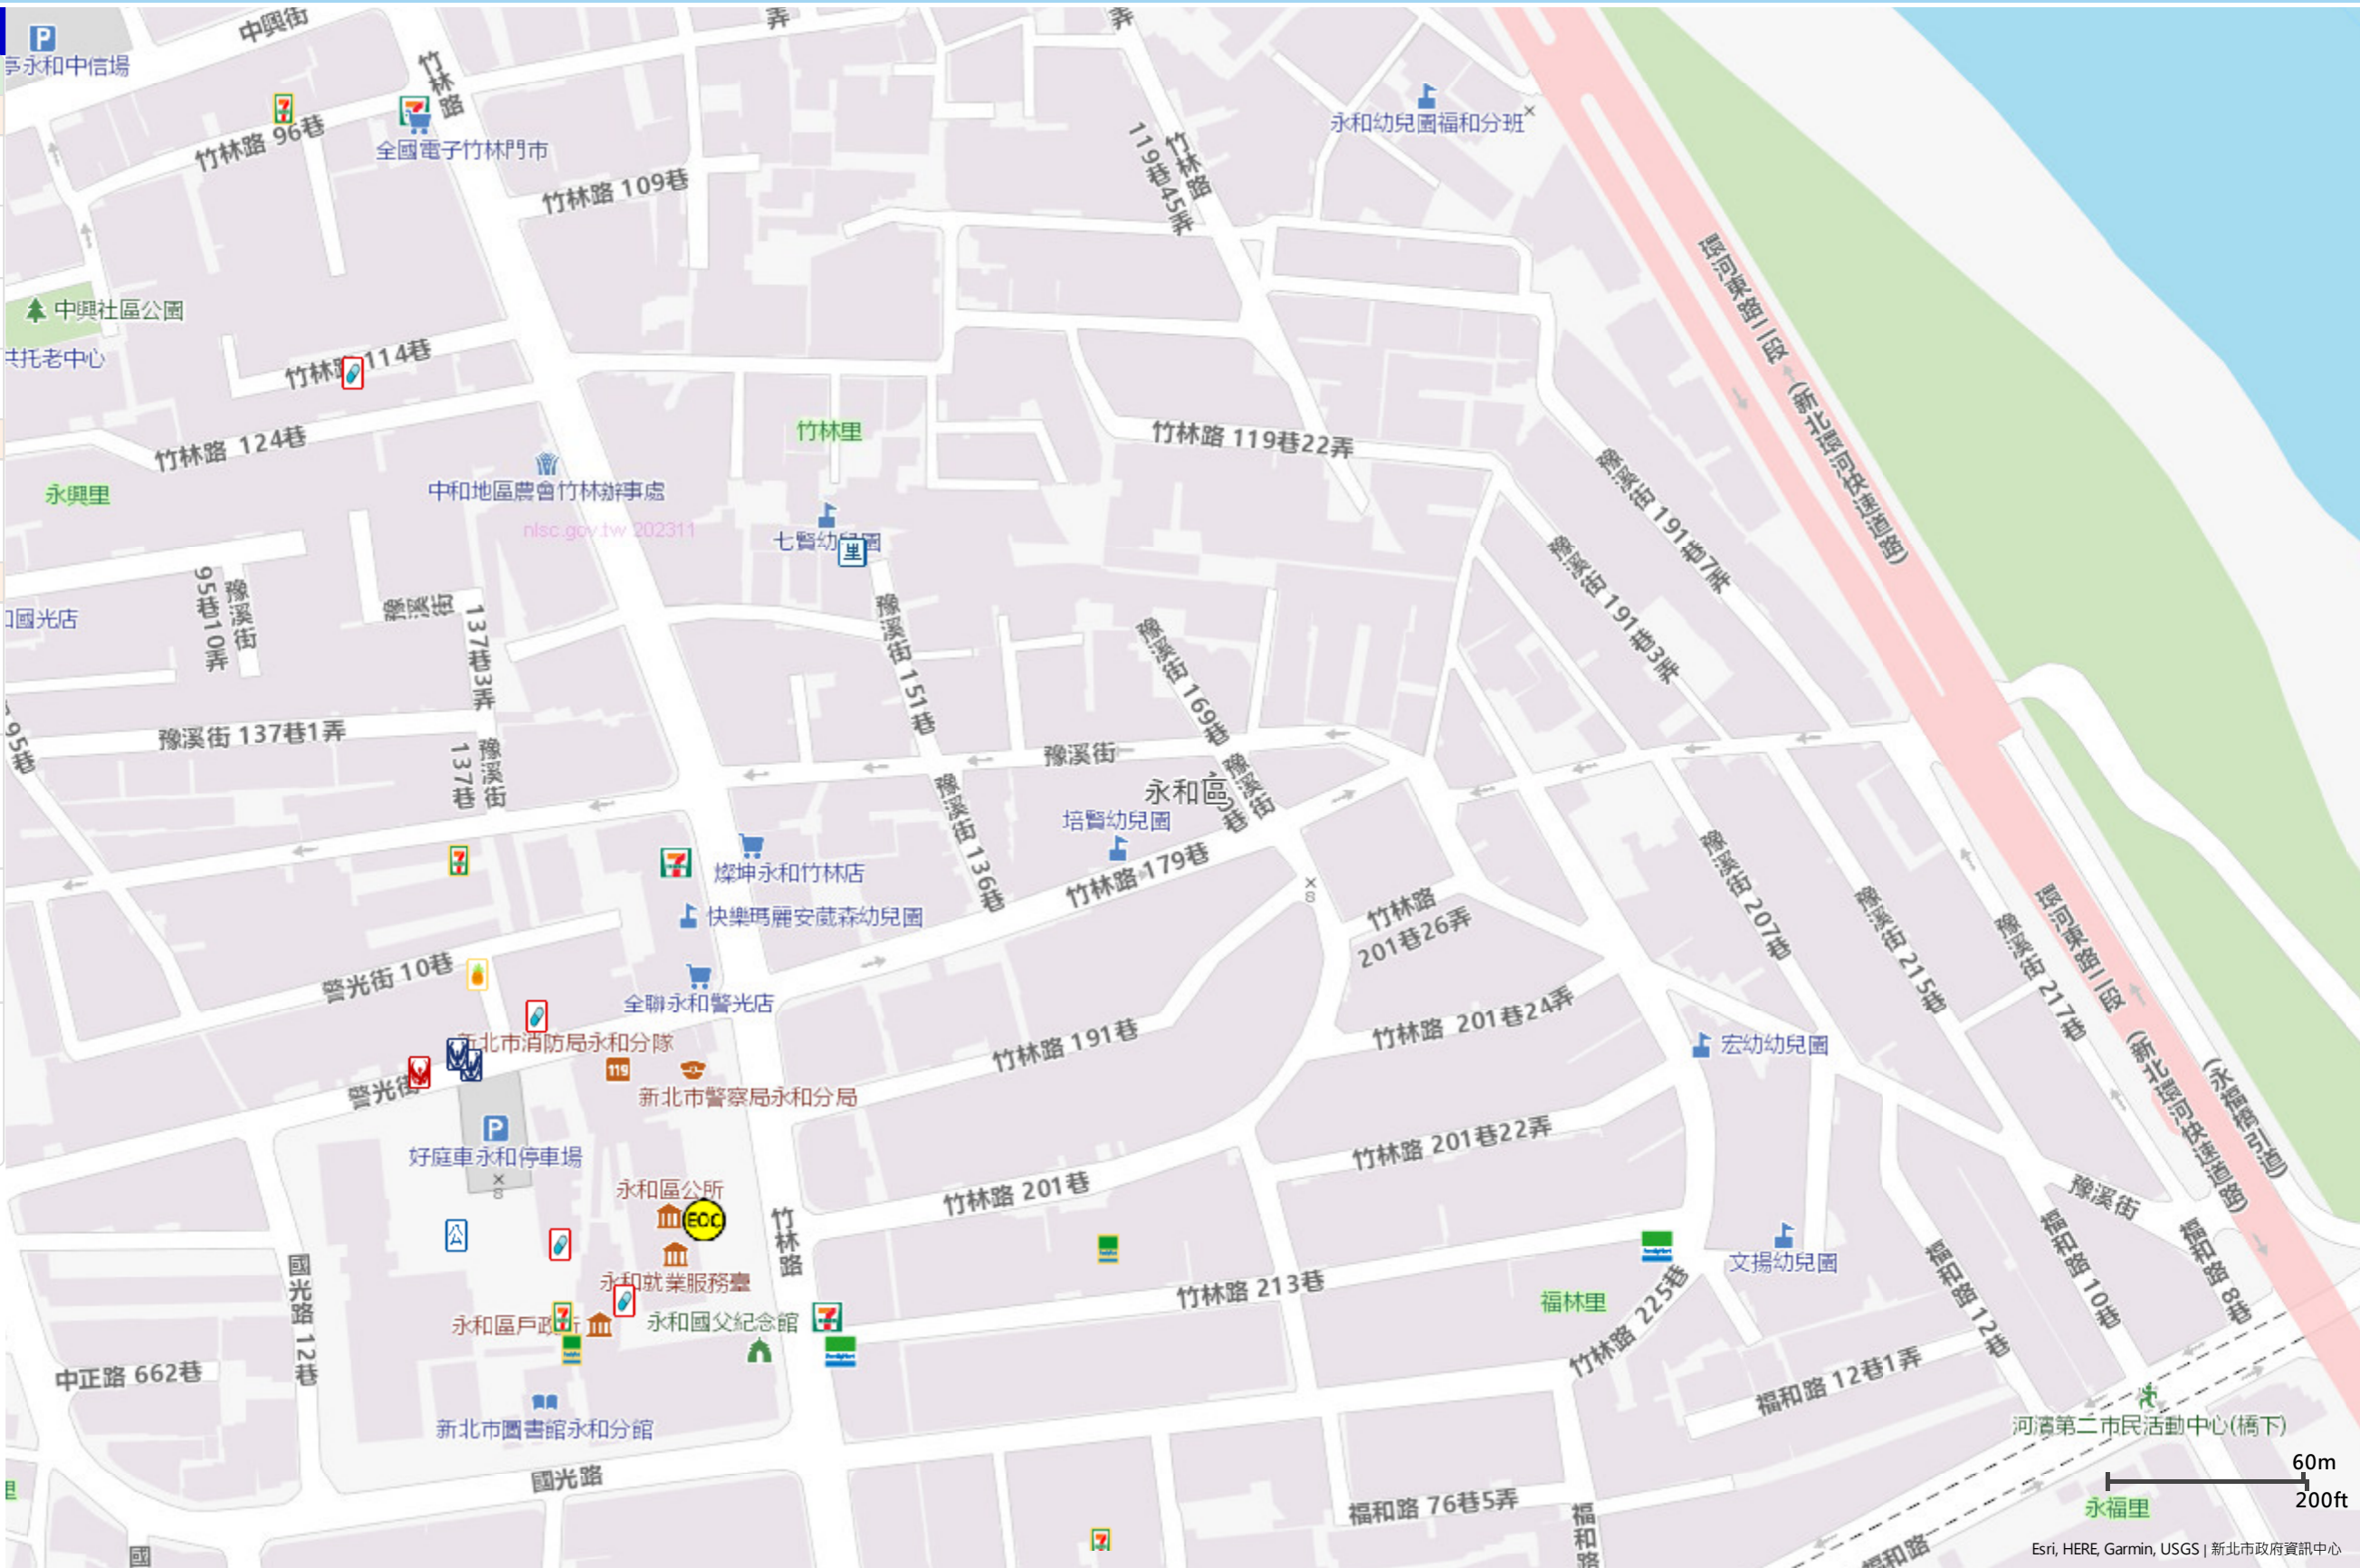 中興街
弄
弄
亭永和中信場
竹林路
竹林路 96巷
全國電子竹林門市
永和幼兒園福和分班
竹林路
119巷45弄
竹林路 109巷
環河東路二段 (新北環河快速道路)
中興社區公園
共托老中心
114巷
竹林路 124巷
竹林里
竹林路 119巷22弄
永興里
中和地區農會竹林辦事處
nlsc.gov.tw 202311
豫溪街 191巷7弄
里
豫溪街 191巷3弄
豫溪街
95巷10弄
豫溪街
137巷3弄
和國光店
豫溪街 151巷
豫溪街 169巷
95巷
豫溪街 137巷1弄
豫溪街
137巷
豫溪街
豫溪街
永和區
培賢幼兒園
豫溪街 136巷
燦坤永和竹林店
竹林路 179巷
豫溪街 207巷
快樂瑪麗安葳森幼兒園
竹林路
201巷26弄
豫溪街 215巷
豫溪街 217巷
環河東路二段 (新北環河快速道路)
(永福橋引道)
警光街 10巷
全聯永和警光店
竹林路 191巷
竹林路 201巷24弄
宏幼幼兒園
新北市消防局永和分隊
119
警光街
新北市警察局永和分局
P
好庭車永和停車場
竹林路 201巷22弄
竹林路 201巷
永和區公所
EOC
公
竹林路
豫溪街
福和路 8巷
福和路 10巷
福和路 12巷
文揚幼兒園
國光路 12巷
永和就業服務臺
竹林路 213巷
福林里
竹林路 225巷
永和國父紀念館
永和區戶政
中正路 662巷
福和路 12巷1弄
新北市圖書館永和分館
河濱第二市民活動中心(橋下)
國光路
60m
200ft
福和路 76巷5弄
永福里
福和路
福和路
國
里
Esri, HERE, Garmin, USGS | 新北市政府資訊中心